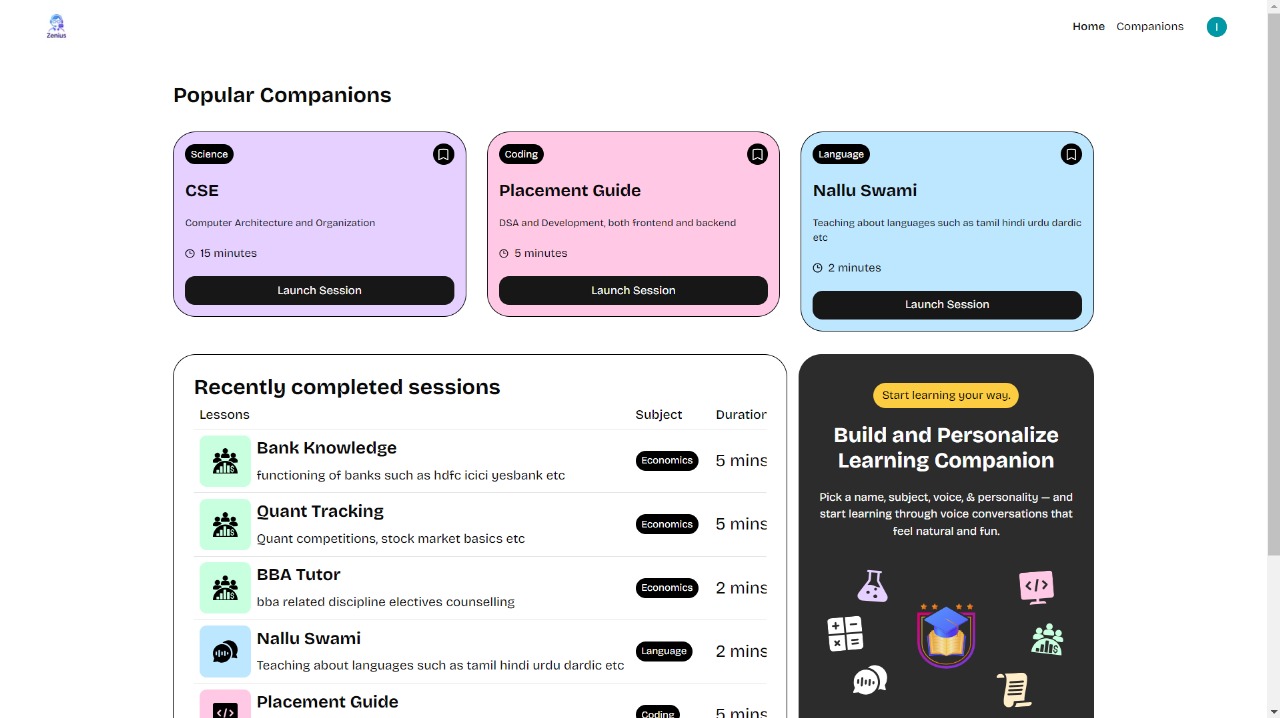 Zenius
Home Companions I
Popular Companions
Science
CSE
Computer Architecture and Organization
15 minutes
Launch Session
Coding
Placement Guide
DSA and Development, both frontend and backend
5 minutes
Launch Session
Language
Nallu Swami
Teaching about languages such as tamil hindi urdu dardic
etc
2 minutes
Launch Session
Recently completed sessions
Lessons Subject Duration
Bank Knowledge
functioning of banks such as hdfc icici yesbank etc
Economics
5 mins
Quant Tracking
Quant competitions, stock market basics etc
Economics
5 mins
BBA Tutor
bba related discipline electives counselling
Economics
2 mins
Nallu Swami
Teaching about languages such as tamil hindi urdu dardic etc
Language
2 mins
Placement Guide
Coding
5 mins
Start learning your way.
Build and Personalize
Learning Companion
Pick a name, subject, voice, & personality — and
start learning through voice conversations that
feel natural and fun.